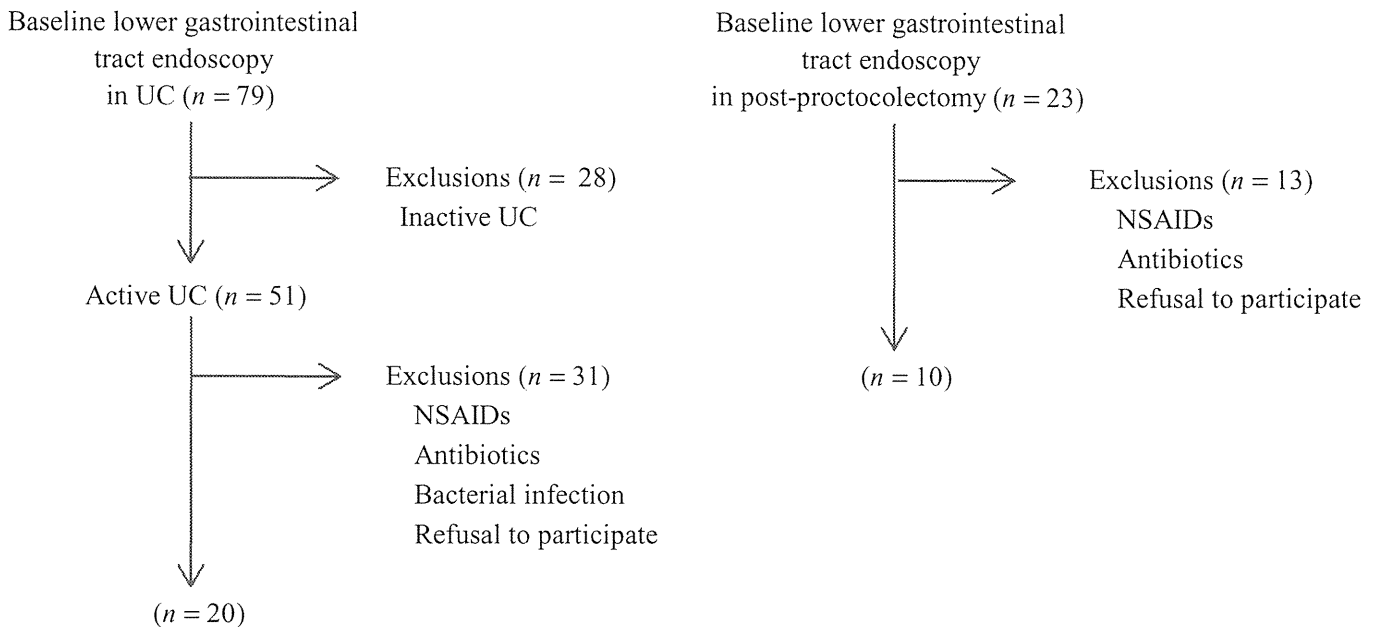 Baseline lower gastrointestinal
tract endoscopy
in UC (n = 79)
Exclusions (n = 28)
Inactive UC
Active UC (n = 51)
Exclusions (n = 31)
NSAIDs
Antibiotics
Bacterial infection
Refusal to participate
(n = 20)
Baseline lower gastrointestinal
tract endoscopy
in post-proctocolectomy (n = 23)
Exclusions (n = 13)
NSAIDs
Antibiotics
Refusal to participate
(n = 10)